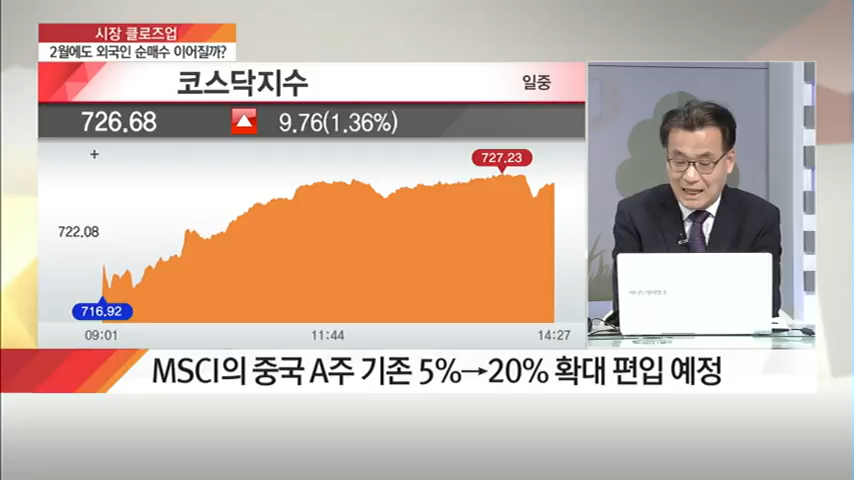 시장 클로즈업
2월에도 외국인 순매수 이어질까?
코스닥지수
일중
726.68
9.76(1.36%)
727.23
722.08
716.92
09:01
11:44
14:27
MSCI의 중국 A주 기존 5%→20% 확대 편입 예정